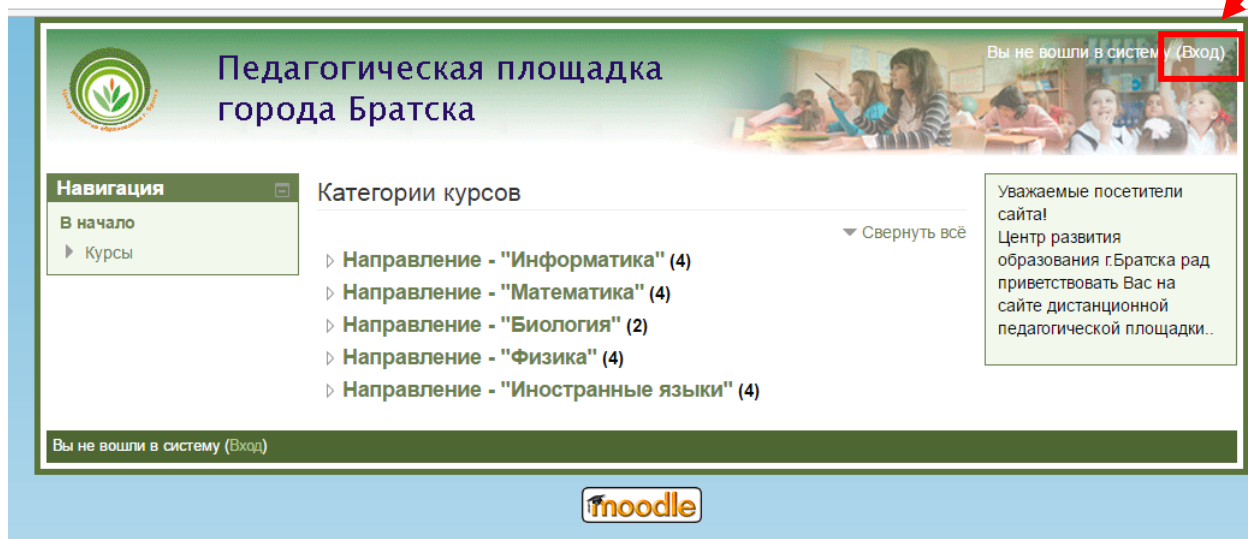 Педагогическая площадка
города Братска
Вы не вошли в систему (Вход)
Навигация
В начало
Курсы
Категории курсов
Свернуть всё
Направление - "Информатика" (4)
Направление - "Математика" (4)
Направление - "Биология" (2)
Направление - "Физика" (4)
Направление - "Иностранные языки" (4)
Уважаемые посетители
сайта!
Центр развития
образования г.Братска рад
приветствовать Вас на
сайте дистанционной
педагогической площадки..
Вы не вошли в систему (Вход)
moodle